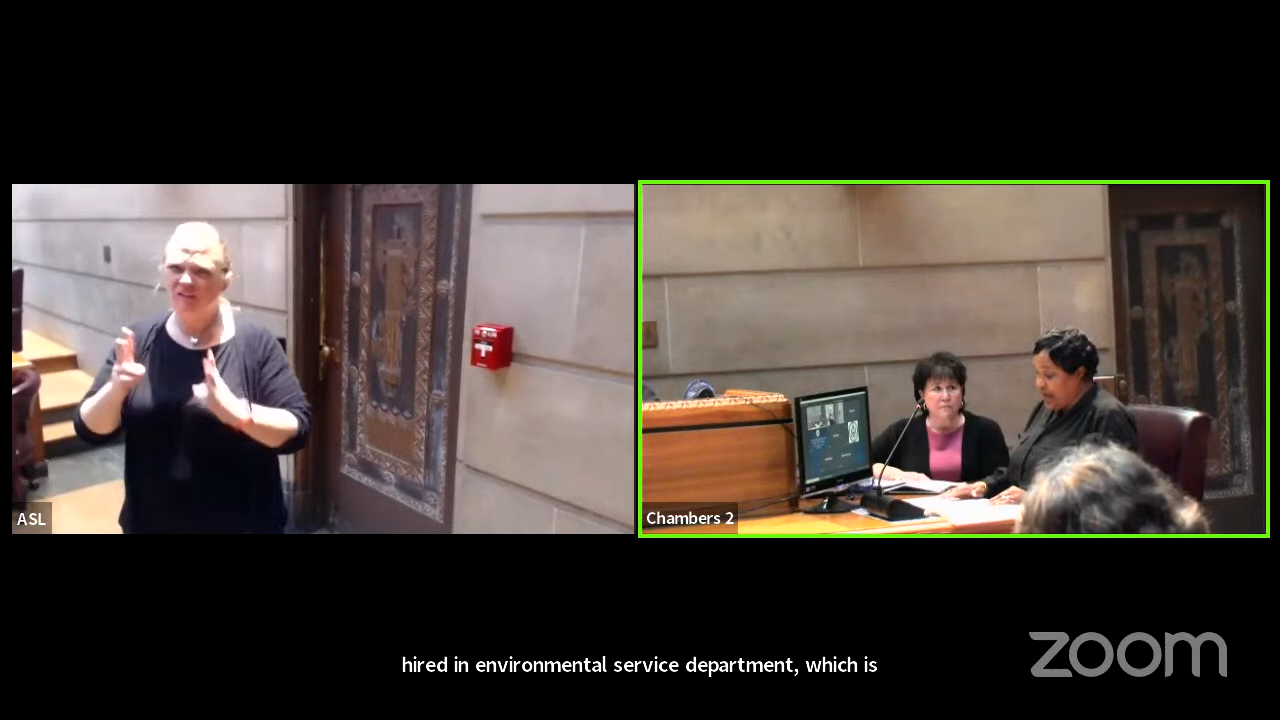 ASL
Chambers 2
hired in environmental service department, which is
zoom